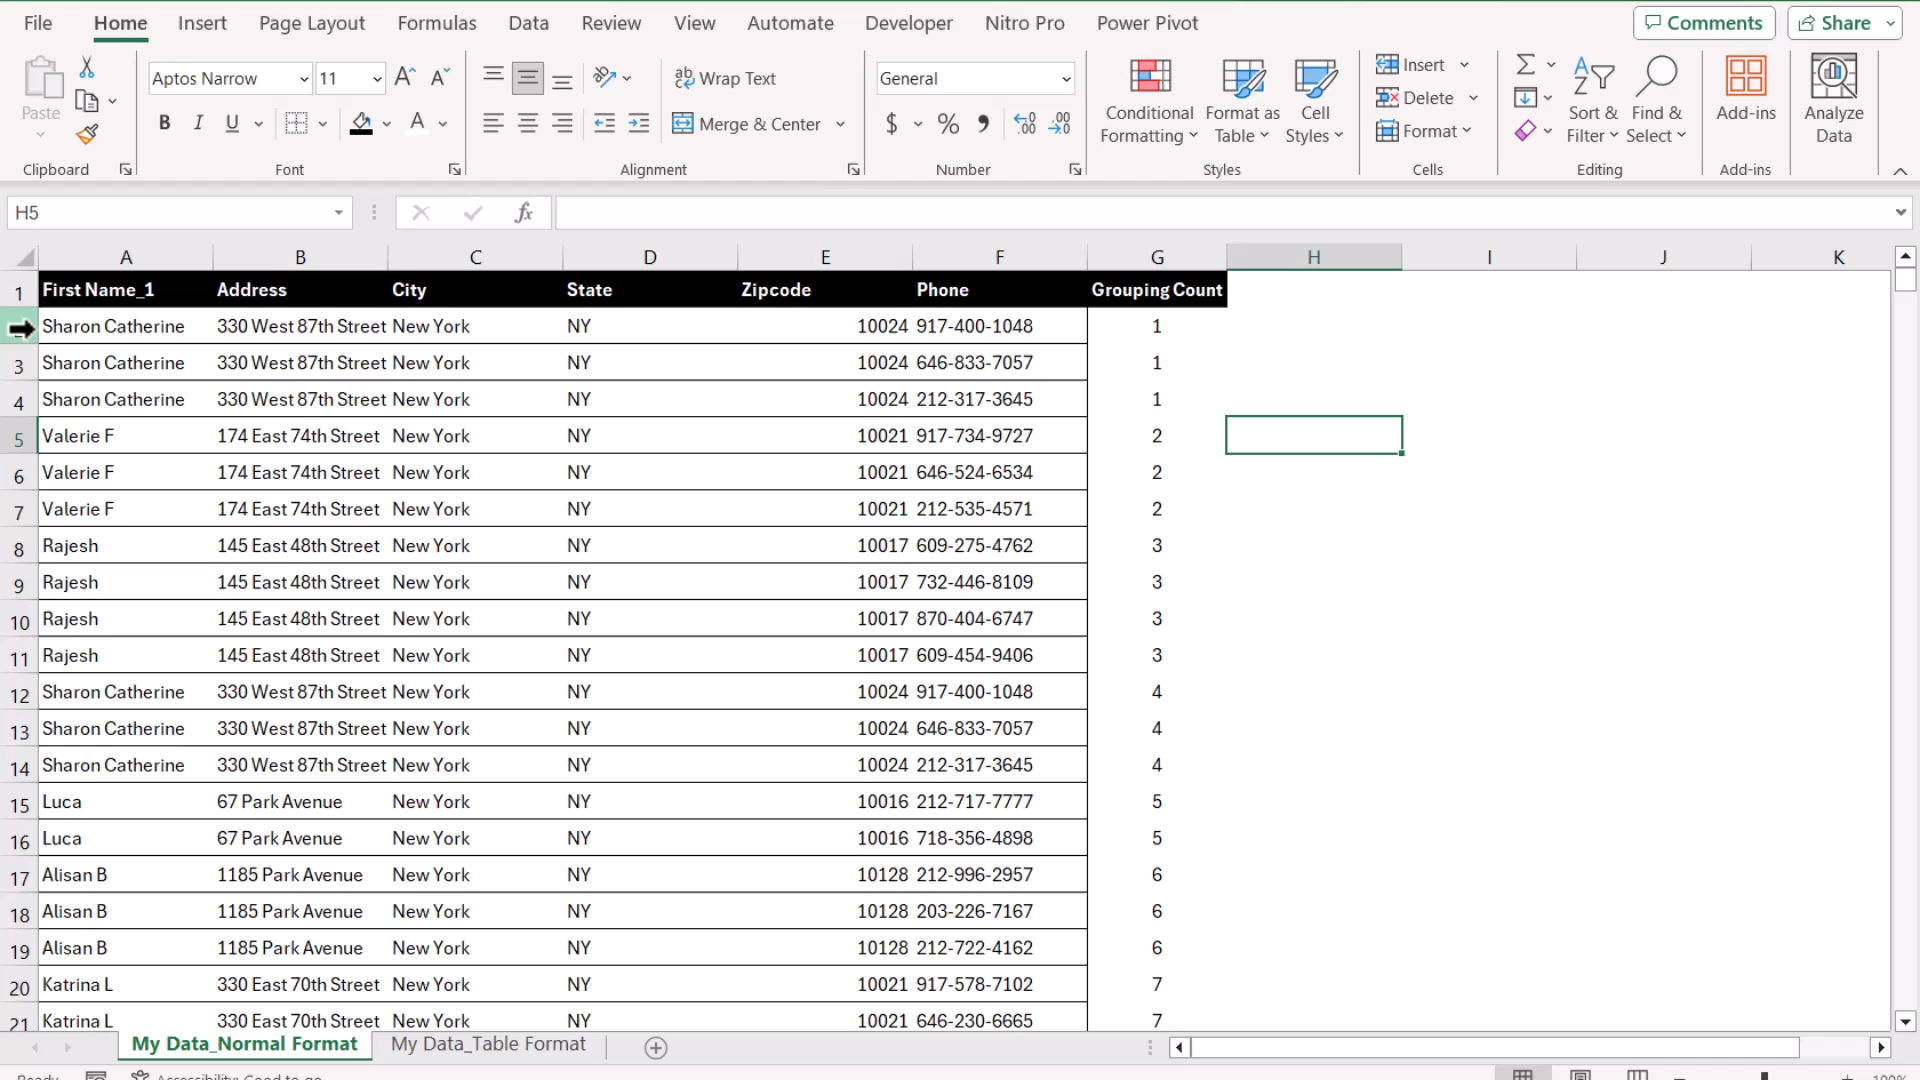 File Home Insert Page Layout Formulas Data Review View Automate Developer Nitro Pro Power Pivot Comments Share
Aptos Narrow 11 A A Wrap Text General Insert
Paste Conditional Format as Cell Delete Sort & Find & Add-ins Analyze
B I U A Merge & Center $ % Formatting Table Styles Format Filter Select Data
Clipboard Font Alignment Number Styles Cells Editing Add-ins
H5 fx
A B C D E F G H I J K
1 First Name_1 Address City State Zipcode Phone Grouping Count
Sharon Catherine 330 West 87th Street New York NY 10024 917-400-1048 1
3 Sharon Catherine 330 West 87th Street New York NY 10024 646-833-7057 1
4 Sharon Catherine 330 West 87th Street New York NY 10024 212-317-3645 1
5 Valerie F 174 East 74th Street New York NY 10021 917-734-9727 2
6 Valerie F 174 East 74th Street New York NY 10021 646-524-6534 2
7 Valerie F 174 East 74th Street New York NY 10021 212-535-4571 2
8 Rajesh 145 East 48th Street New York NY 10017 609-275-4762 3
9 Rajesh 145 East 48th Street New York NY 10017 732-446-8109 3
10 Rajesh 145 East 48th Street New York NY 10017 870-404-6747 3
11 Rajesh 145 East 48th Street New York NY 10017 609-454-9406 3
12 Sharon Catherine 330 West 87th Street New York NY 10024 917-400-1048 4
13 Sharon Catherine 330 West 87th Street New York NY 10024 646-833-7057 4
14 Sharon Catherine 330 West 87th Street New York NY 10024 212-317-3645 4
15 Luca 67 Park Avenue New York NY 10016 212-717-7777 5
16 Luca 67 Park Avenue New York NY 10016 718-356-4898 5
17 Alisan B 1185 Park Avenue New York NY 10128 212-996-2957 6
18 Alisan B 1185 Park Avenue New York NY 10128 203-226-7167 6
19 Alisan B 1185 Park Avenue New York NY 10128 212-722-4162 6
20 Katrina L 330 East 70th Street New York NY 10021 917-578-7102 7
21 Katrina L 330 East 70th Street New York NY 10021 646-230-6665 7
My Data_Normal Format My Data_Table Format
Ready Accessibility: Good to go 100%